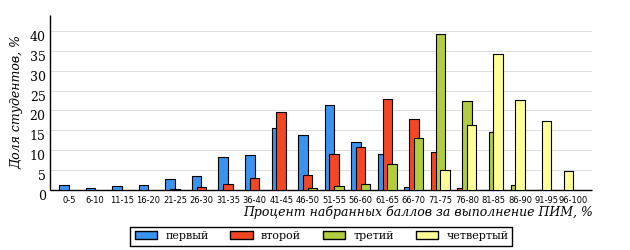 Доля студентов, %
40
35
30
25
20
15
10
5
0
0-5 6-10 11-15 16-20 21-25 26-30 31-35 36-40 41-45 46-50 51-55 56-60 61-65 66-70 71-75 76-80 81-85 86-90 91-95 96-100
Процент набранных баллов за выполнение ПИМ, %
первый второй третий четвертый